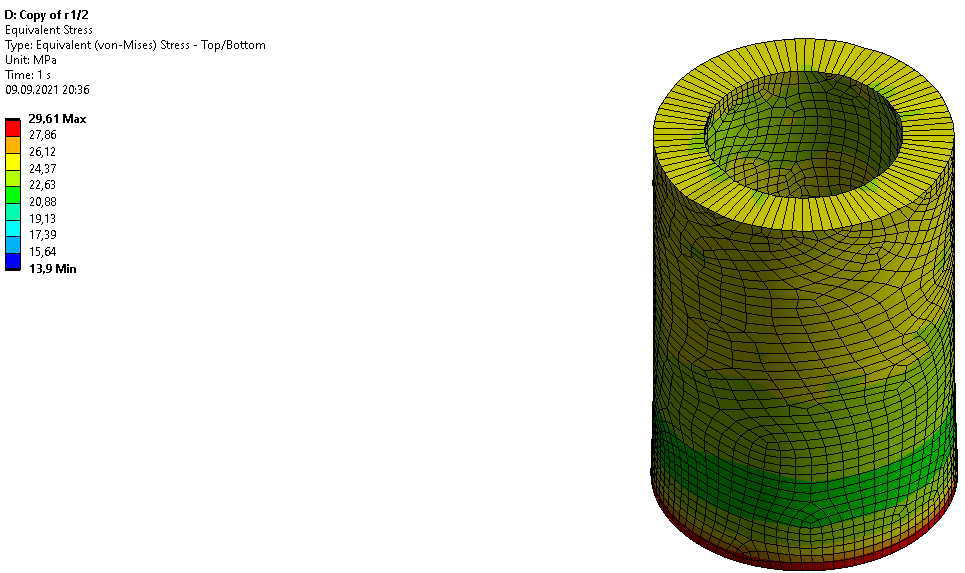 D: Copy of r1/2
Equivalent Stress
Type: Equivalent (von-Mises) Stress - Top/Bottom
Unit: MPa
Time: 1 s
09.09.2021 20:36
29,61 Max
27,86
26,12
24,37
22,63
20,88
19,13
17,39
15,64
13,9 Min